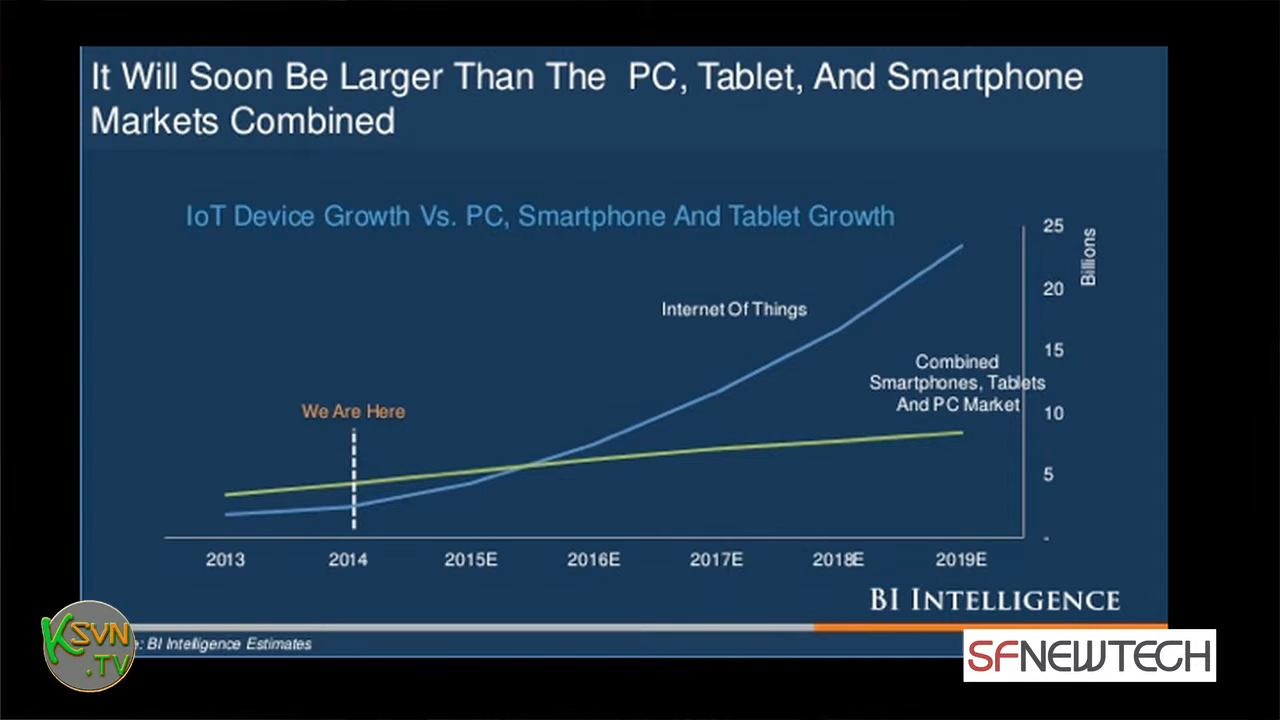 It Will Soon Be Larger Than The PC, Tablet, And Smartphone
Markets Combined
IoT Device Growth Vs. PC, Smartphone And Tablet Growth
25
Billions
20
Internet Of Things
15
Combined
Smartphones, Tablets
And PC Market
10
We Are Here
5
-
2013 2014 2015E 2016E 2017E 2018E 2019E
BI INTELLIGENCE
e: BI Intelligence Estimates
KSVN
.TV
SFNEWTECH